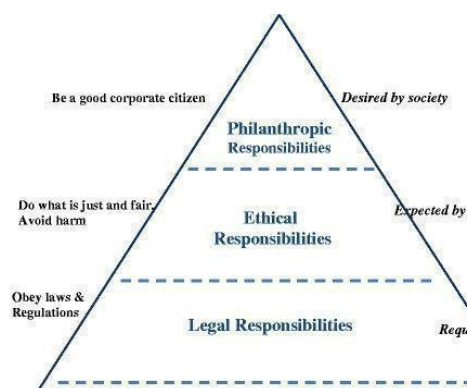 Be a good corporate citizen
Desired by society
Philanthropic
Responsibilities
Do what is just and fair,
Avoid harm
Expected by
Ethical
Responsibilities
Obey laws &
Regulations
Legal Responsibilities